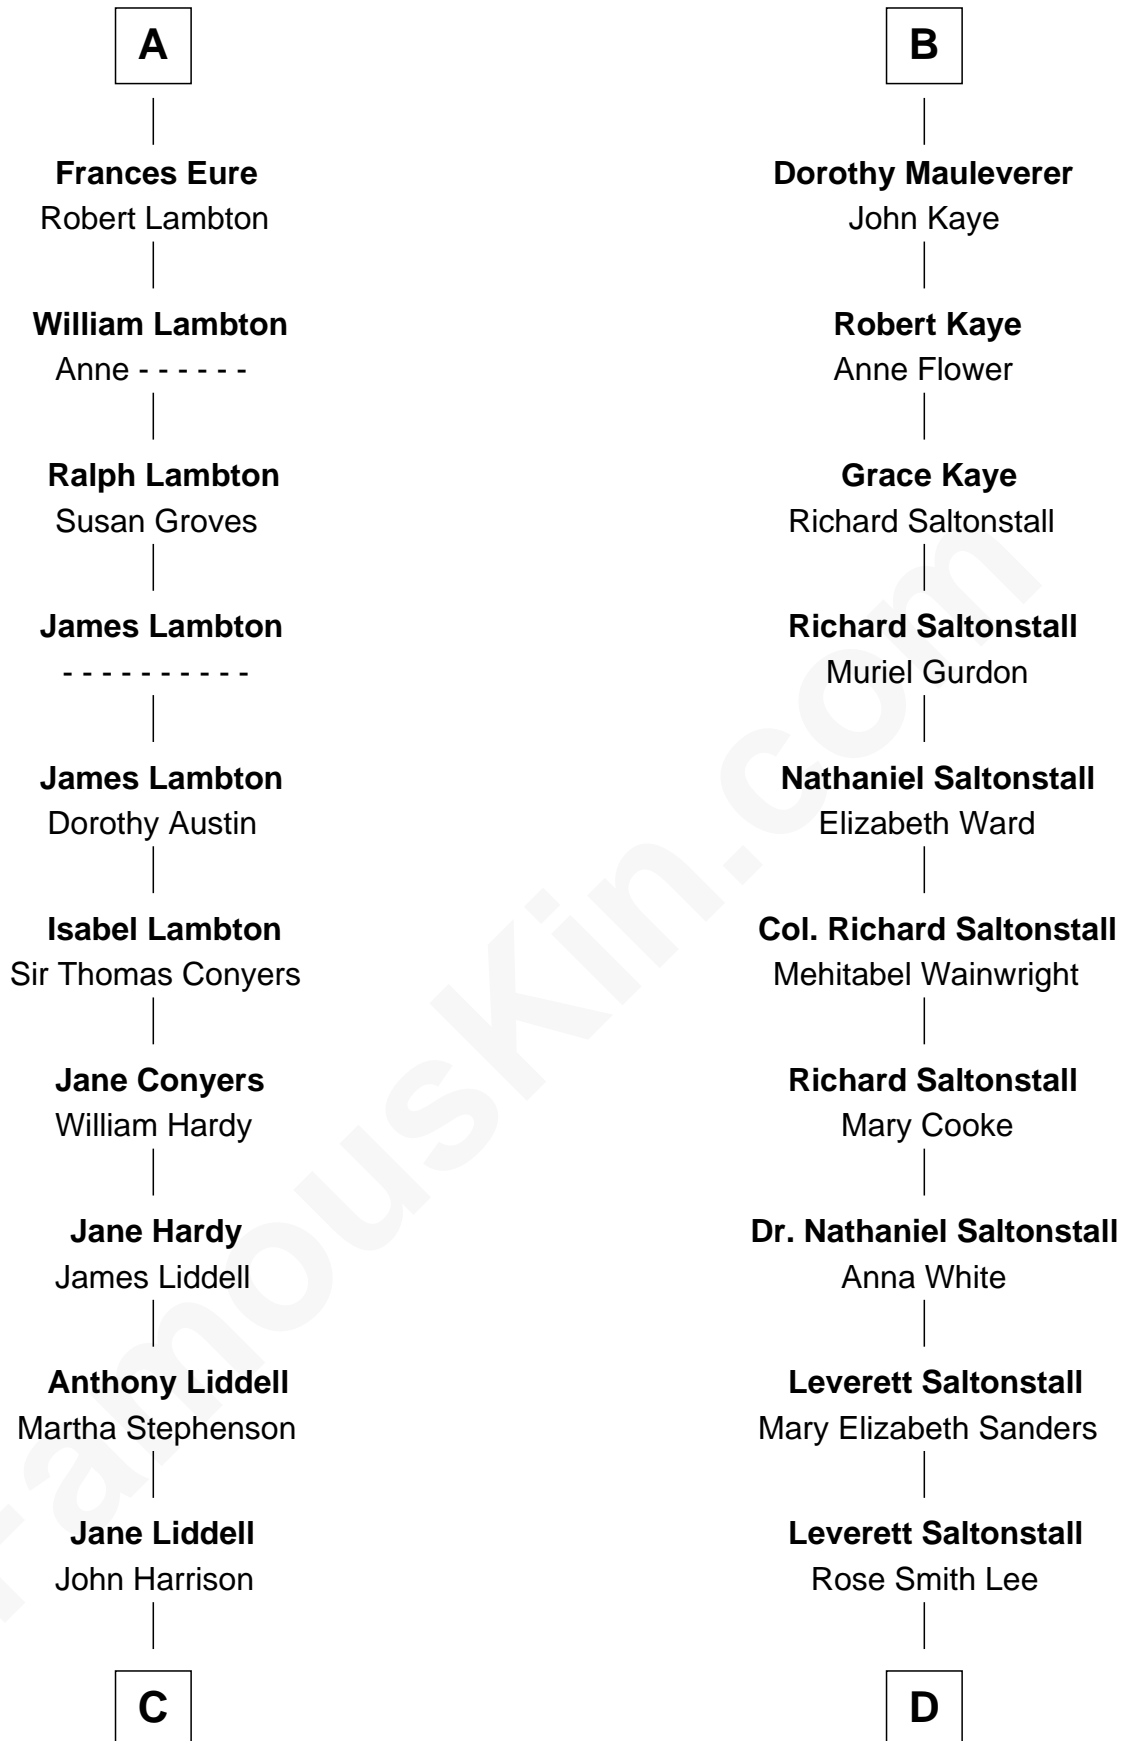 A
Frances Eure
Robert Lambton
William Lambton
Anne - - - - - -
Ralph Lambton
Susan Groves
James Lambton
- - - - - - - - - -
James Lambton
Dorothy Austin
Isabel Lambton
Sir Thomas Conyers
Jane Conyers
William Hardy
Jane Hardy
James Liddell
Anthony Liddell
Martha Stephenson
Jane Liddell
John Harrison
C
B
Dorothy Mauleverer
John Kaye
Robert Kaye
Anne Flower
Grace Kaye
Richard Saltonstall
Richard Saltonstall
Muriel Gurdon
Nathaniel Saltonstall
Elizabeth Ward
Col. Richard Saltonstall
Mehitabel Wainwright
Richard Saltonstall
Mary Cooke
Dr. Nathaniel Saltonstall
Anna White
Leverett Saltonstall
Mary Elizabeth Sanders
Leverett Saltonstall
Rose Smith Lee
D
FamousKin.com